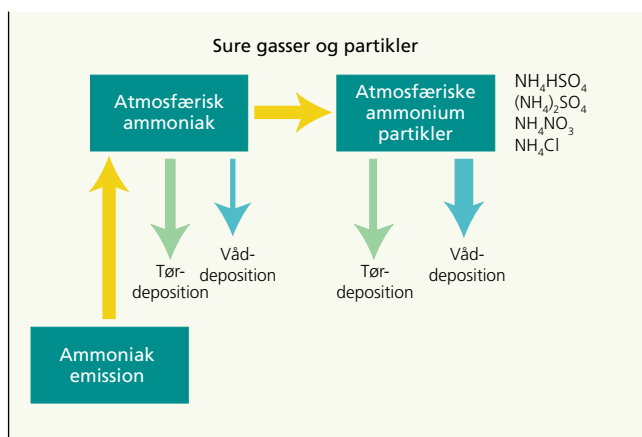 Sure gasser og partikler
Atmosfærisk
ammoniak
Atmosfæriske
ammonium
partikler
NH₄HSO₄
(NH₄)₂SO₄
NH₄NO₃
NH₄Cl
Tør-
deposition
Våd-
deposition
Tør-
deposition
Våd-
deposition
Ammoniak
emission